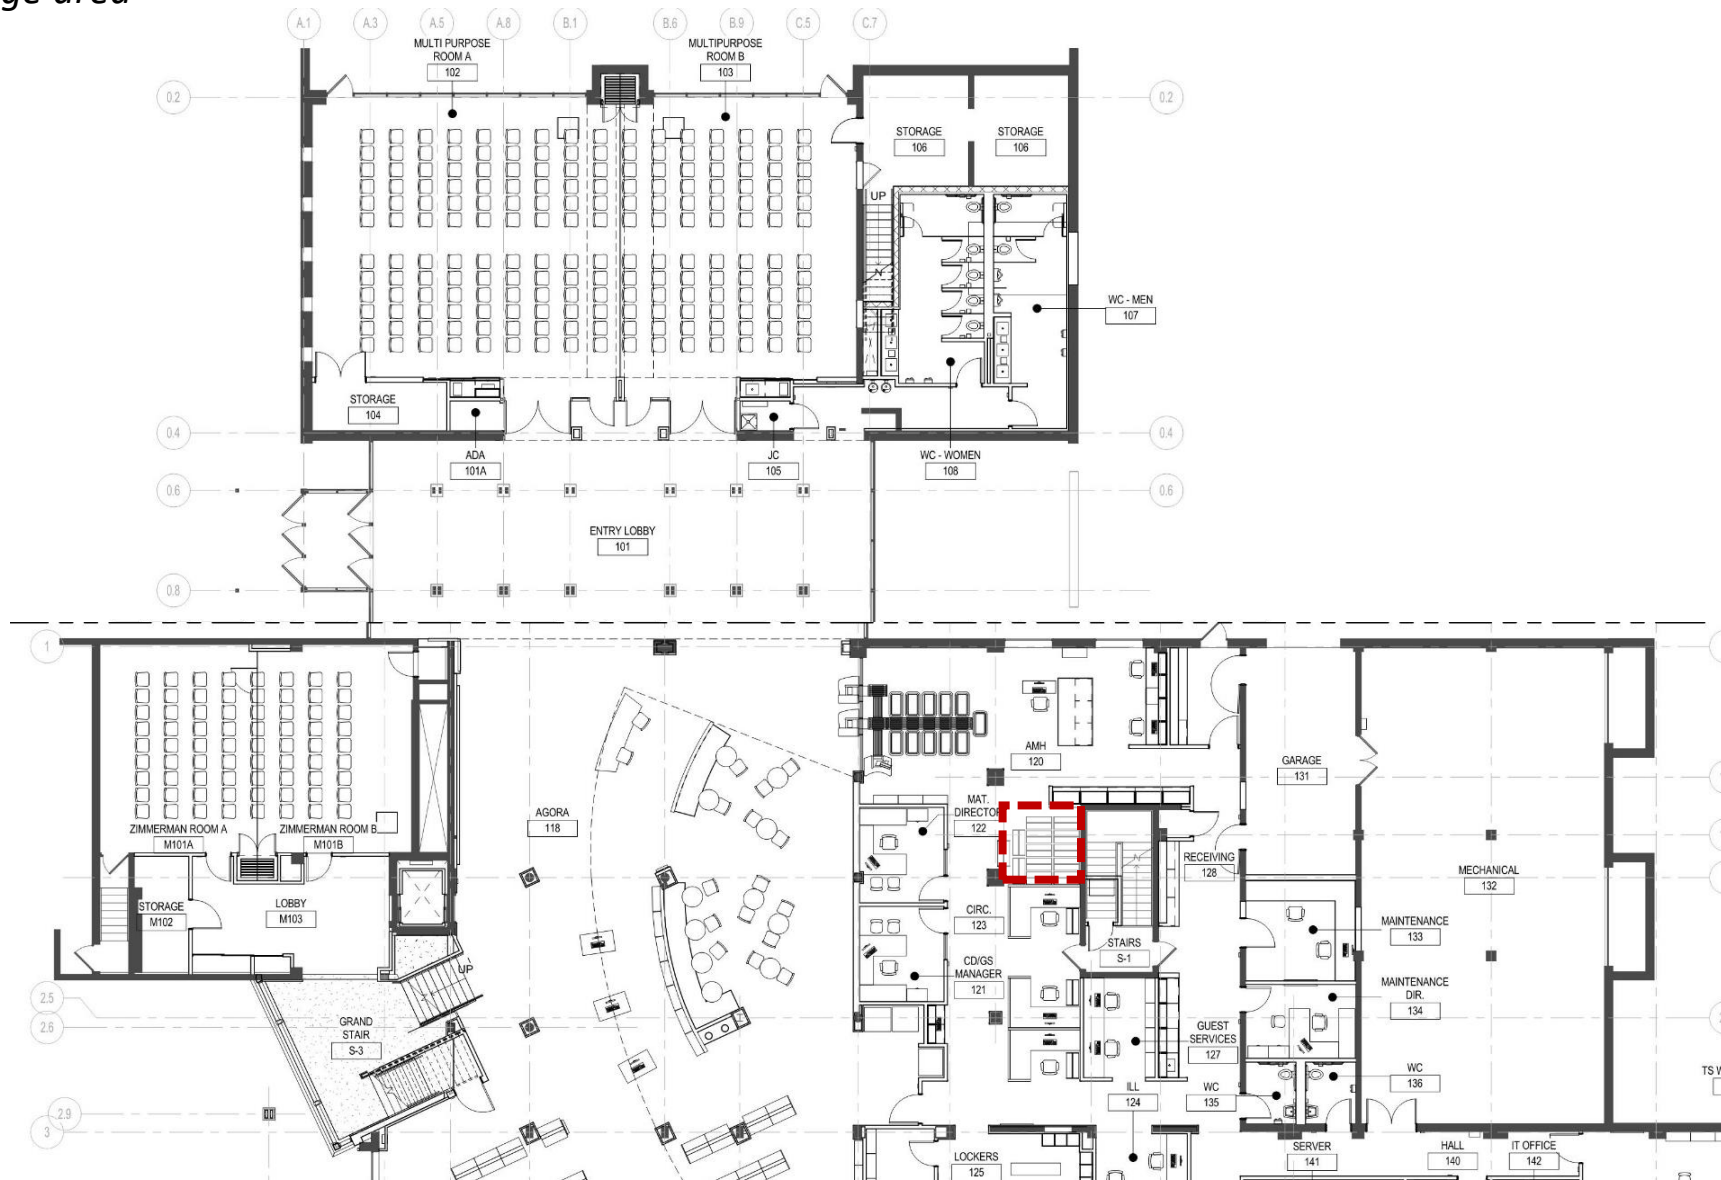 ge area
A.1
A.3
A.5
A.8
B.1
B.6
B.9
C.5
C.7
MULTI PURPOSE
ROOM A
102
MULTIPURPOSE
ROOM B
103
0.2
0.2
STORAGE
106
STORAGE
106
UP
N
WC - MEN
107
STORAGE
104
0.4
0.4
ADA
101A
JC
105
WC - WOMEN
108
0.6
0.6
ENTRY LOBBY
101
0.8
1
AMH
120
GARAGE
131
MAT.
DIRECTOR
122
AGORA
118
ZIMMERMAN ROOM A
M101A
ZIMMERMAN ROOM B
M101B
N
RECEIVING
128
MECHANICAL
132
STORAGE
M102
LOBBY
M103
CIRC.
123
MAINTENANCE
133
STAIRS
S-1
UP
CD/GS
MANAGER
121
MAINTENANCE
DIR.
134
2.5
2.6
GRAND
STAIR
S-3
GUEST
SERVICES
127
WC
136
TS W
ILL
124
WC
135
2.9
3
LOCKERS
125
SERVER
141
HALL
140
IT OFFICE
142